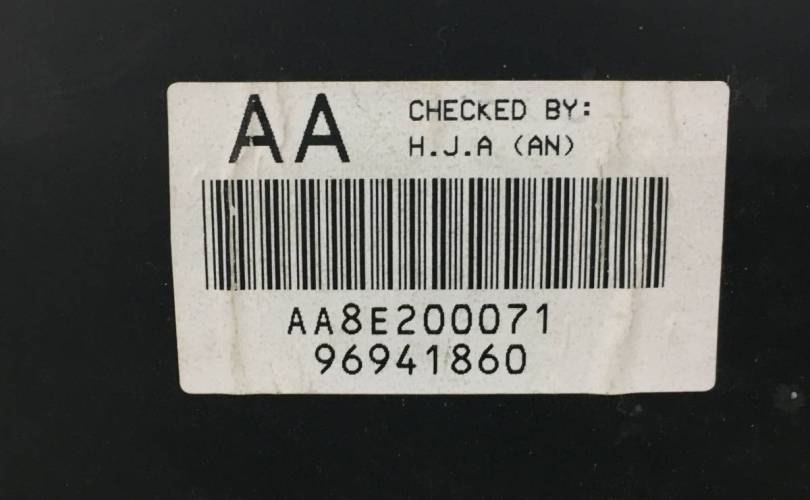 AA
CHECKED BY:
H.J.A (AN)
AA8E200071
96941860